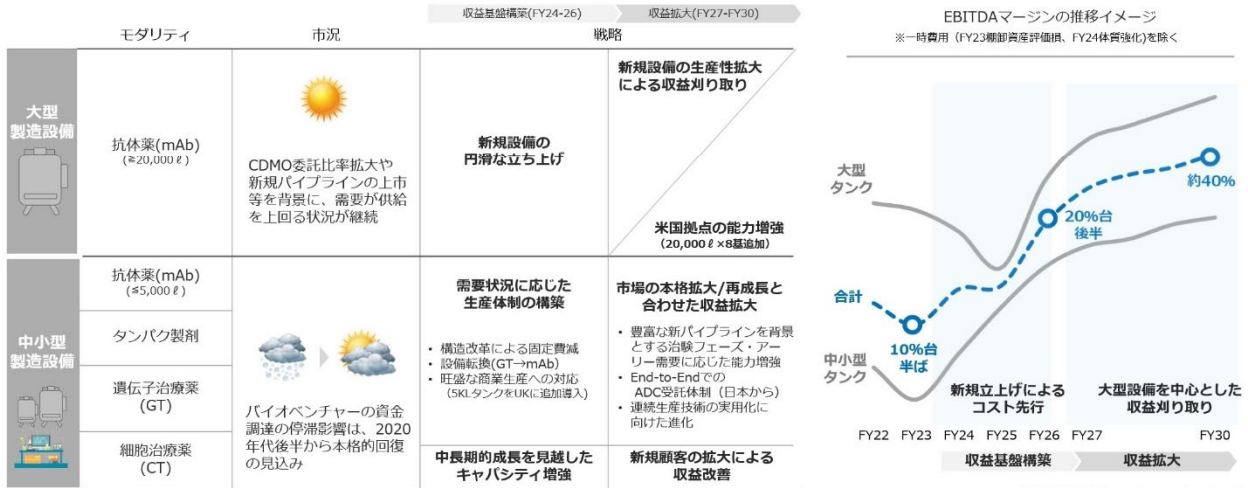 収益基盤構築(FY24-26)
収益拡大(FY27-FY30)
モダリティ
市況
戦略
大型
製造設備
抗体薬(mAb)
(≧20,000ℓ)
CDMO委託比率拡大や
新規パイプラインの上市
等を背景に、需要が供給
を上回る状況が継続
新規設備の
円滑な立ち上げ
新規設備の生産性拡大
による収益刈り取り
米国拠点の能力増強
(20,000ℓ×8基追加)
中小型
製造設備
抗体薬(mAb)
(≦5,000ℓ)
タンパク製剤
遺伝子治療薬
(GT)
細胞治療薬
(CT)
バイオベンチャーの資金
調達の停滞影響は、2020
年代後半から本格的回復
の見込み
需要状況に応じた
生産体制の構築
• 構造改革による固定費減
• 設備転換(GT→mAb)
• 旺盛な商業生産への対応
(5KLタンクをUKに追加導入)
中長期的成長を見越した
キャパシティ増強
市場の本格拡大/再成長と
合わせた収益拡大
• 豊富な新パイプラインを背景
とする治験フェーズ・アー
リー需要に応じた能力増強
• End-to-Endでの
ADC受託体制（日本から）
• 連続生産技術の実用化に
向けた進化
新規顧客の拡大による
収益改善
EBITDAマージンの推移イメージ
※一時費用（FY23棚卸資産評価損、FY24体質強化)を除く
大型
タンク
合計
中小型
タンク
10%台
半ば
20%台
後半
約40%
新規立上げによる
コスト先行
大型設備を中心とした
収益刈り取り
FY22 FY23 FY24 FY25 FY26 FY27 FY30
収益基盤構築
収益拡大